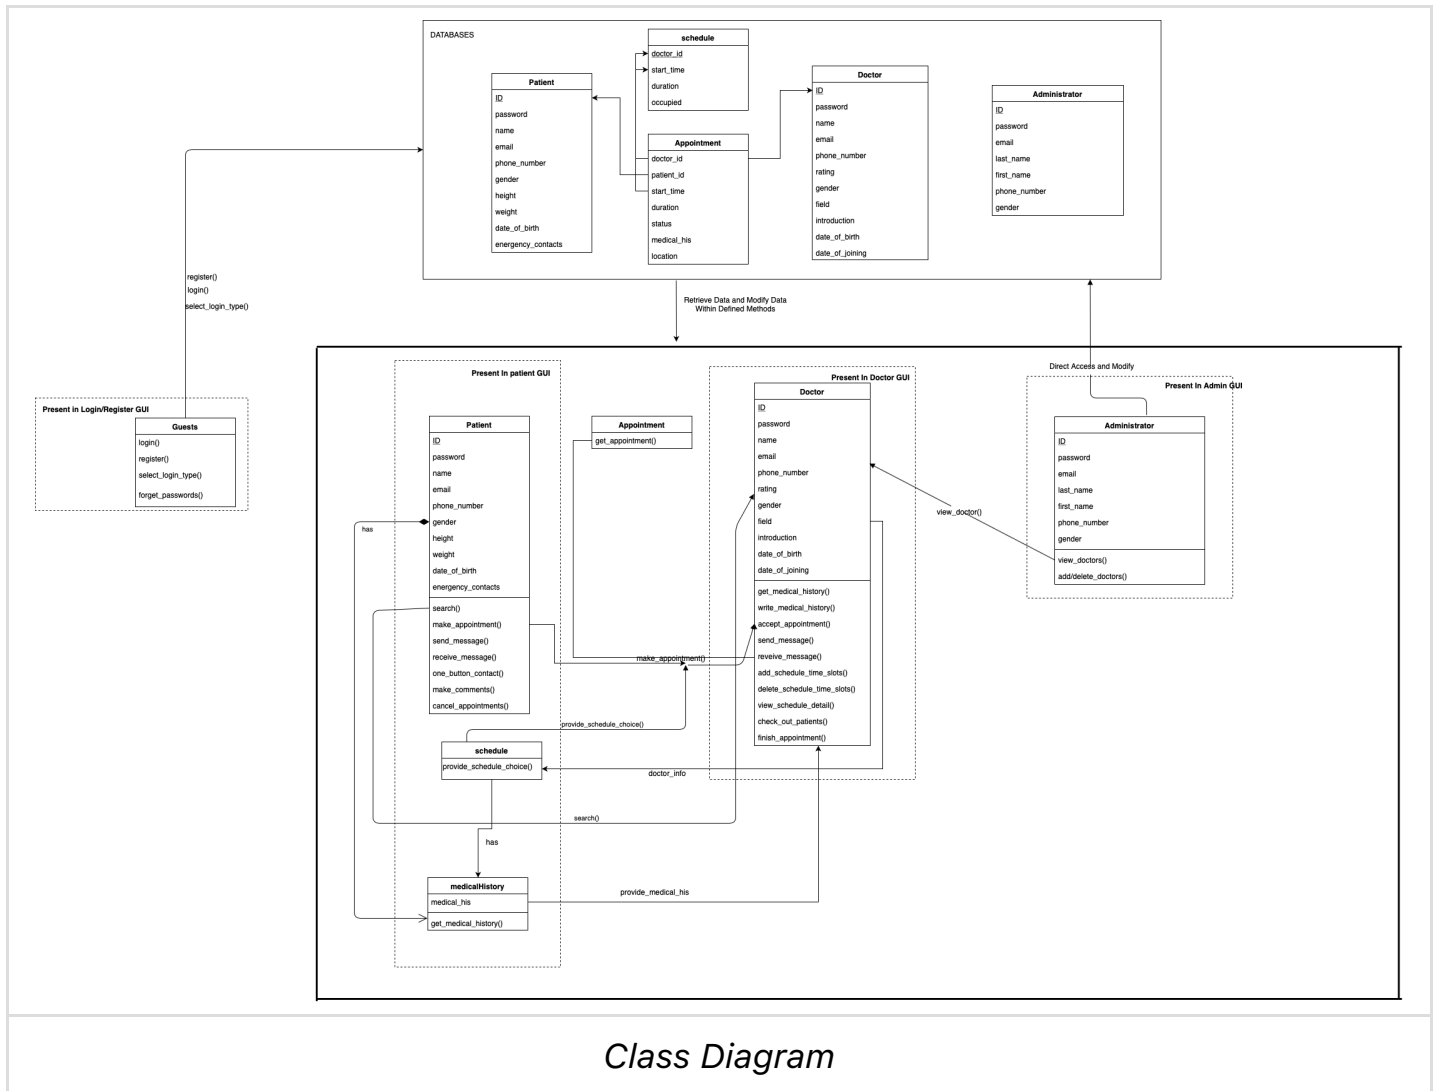 DATABASES
schedule
doctor_id
start_time
duration
occupied
Patient
ID
password
name
email
phone_number
gender
height
weight
date_of_birth
energency_contacts
Appointment
doctor_id
patient_id
start_time
duration
status
medical_his
location
Doctor
ID
password
name
email
phone_number
rating
gender
field
introduction
date_of_birth
date_of_joining
Administrator
ID
password
email
last_name
first_name
phone_number
gender
register()
login()
select_login_type()
Retrieve Data and Modify Data
Within Defined Methods
Direct Access and Modify
Present in Login/Register GUI
Guests
login()
register()
select_login_type()
forget_passwords()
Present In patient GUI
Patient
ID
password
name
email
phone_number
gender
height
weight
date_of_birth
energency_contacts
search()
make_appointment()
send_message()
receive_message()
one_button_contact()
make_comments()
cancel_appointments()
has
Appointment
get_appointment()
Present In Doctor GUI
Doctor
ID
password
name
email
phone_number
rating
gender
field
introduction
date_of_birth
date_of_joining
get_medical_history()
write_medical_history()
accept_appointment()
send_message()
reveive_message()
add_schedule_time_slots()
delete_schedule_time_slots()
view_schedule_detail()
check_out_patients()
finish_appointment()
view_doctor()
Present In Admin GUI
Administrator
ID
password
email
last_name
first_name
phone_number
gender
view_doctors()
add/delete_doctors()
make_appointment()
provide_schedule_choice()
schedule
provide_schedule_choice()
doctor_info
search()
has
medicalHistory
medical_his
get_medical_history()
provide_medical_his
Class Diagram